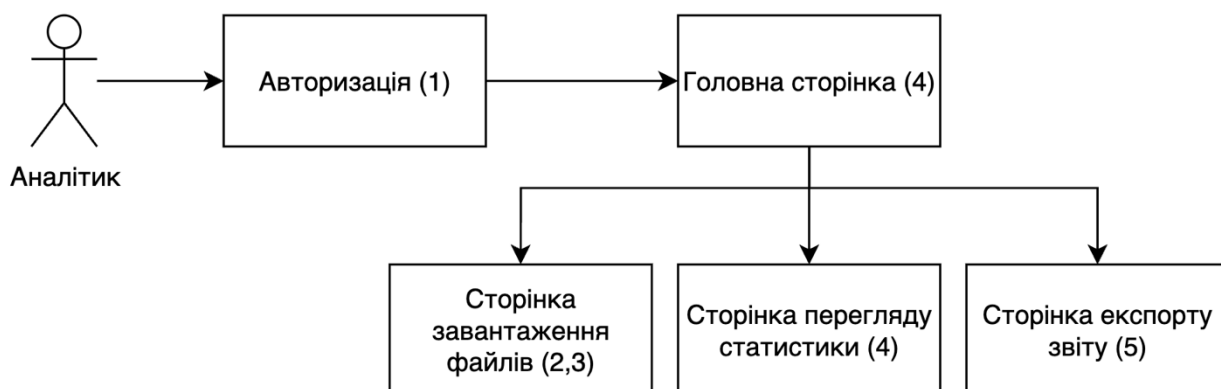 Авторизація (1)
Головна сторінка (4)
Аналітик
Сторінка
завантаження
файлів (2,3)
Сторінка перегляду
статистики (4)
Сторінка експорту
звіту (5)